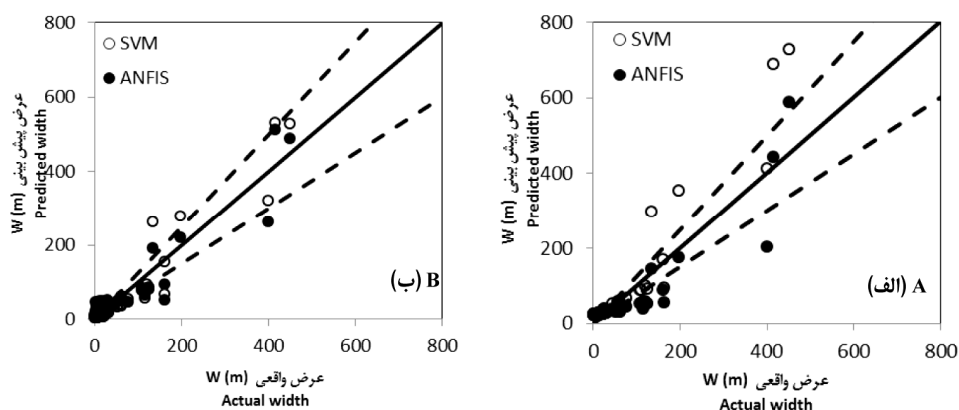 800
600
400
200
0
SVM
ANFIS
W (m) عرض پیش بینی
Predicted width
B (ب)
0 200 400 600 800
W (m) عرض واقعی
Actual width
800
600
400
200
0
SVM
ANFIS
W (m) عرض پیش بینی
Predicted width
A (الف)
0 200 400 600 800
W (m) عرض واقعی
Actual width